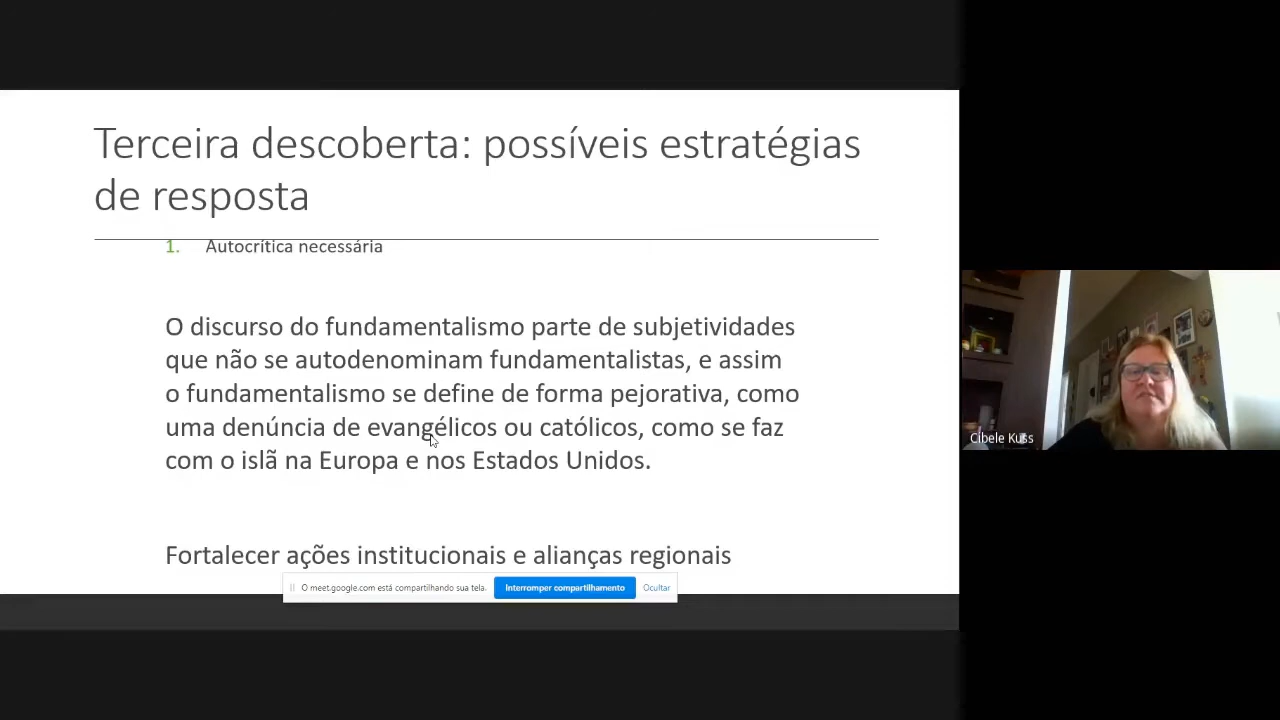 Terceira descoberta: possíveis estratégias
de resposta
1. Autocrítica necessária
O discurso do fundamentalismo parte de subjetividades
que não se autodenominam fundamentalistas, e assim
o fundamentalismo se define de forma pejorativa, como
uma denúncia de evangélicos ou católicos, como se faz
com o islã na Europa e nos Estados Unidos.
Fortalecer ações institucionais e alianças regionais
O meet.google.com está compartilhando sua tela. Interromper compartilhamento Ocultar
Cibele Kuss